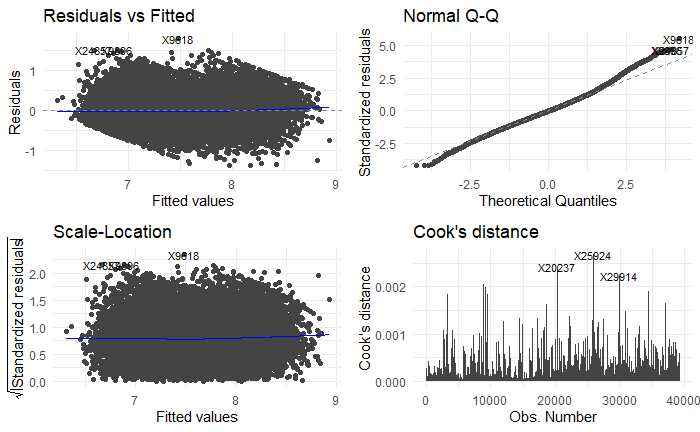 Residuals vs Fitted
X9818
Residuals
1
0
-1
7
8
9
Fitted values
Normal Q-Q
X9818
Standardized residuals
5.0
2.5
0.0
-2.5
-2.5
0.0
2.5
Theoretical Quantiles
Scale-Location
X9818
√|Standardized residuals|
2.0
1.5
1.0
0.5
0.0
7
8
9
Fitted values
Cook's distance
X25924
X20237
X29914
Cook's distance
0.002
0.001
0.000
0
10000
20000
30000
40000
Obs. Number